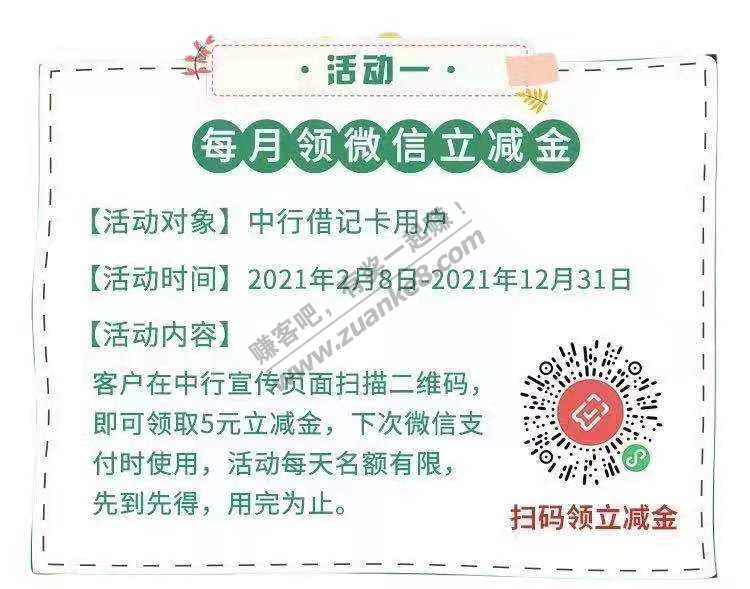 ·活动一·
每月领微信立减金
【活动对象】中行借记卡用户
【活动时间】2021年2月8日-2021年12月31日
【活动内容】
客户在中行宣传页面扫描二维码，
即可领取5元立减金，下次微信支
付时使用，活动每天名额有限，
先到先得，用完为止。
扫码领立减金
赚客吧，有奖一起赚！
www.zuanke8.com